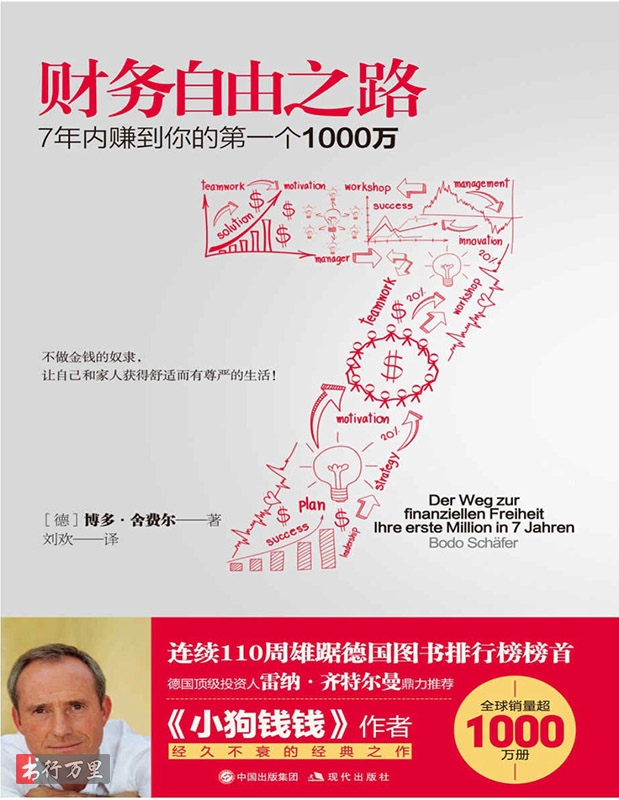 财务自由之路
7年内赚到你的第一个1000万
teamwork motivation workshop management
solution
success
innovation
manager
20%
teamwork
20%
workshop
不做金钱的奴隶，
让自己和家人获得舒适而有尊严的生活！
motivation
20%
strategy
plan
success
leadership
[德]博多·舍费尔——著
刘欢——译
Der Weg zur
finanziellen Freiheit
Ihre erste Million in 7 Jahren
Bodo Schäfer
连续110周雄踞德国图书排行榜榜首
德国顶级投资人雷纳·齐特尔曼鼎力推荐
《小狗钱钱》作者
经久不衰的经典之作
全球销量超
1000
万册
中国出版集团 现代出版社
书行万里